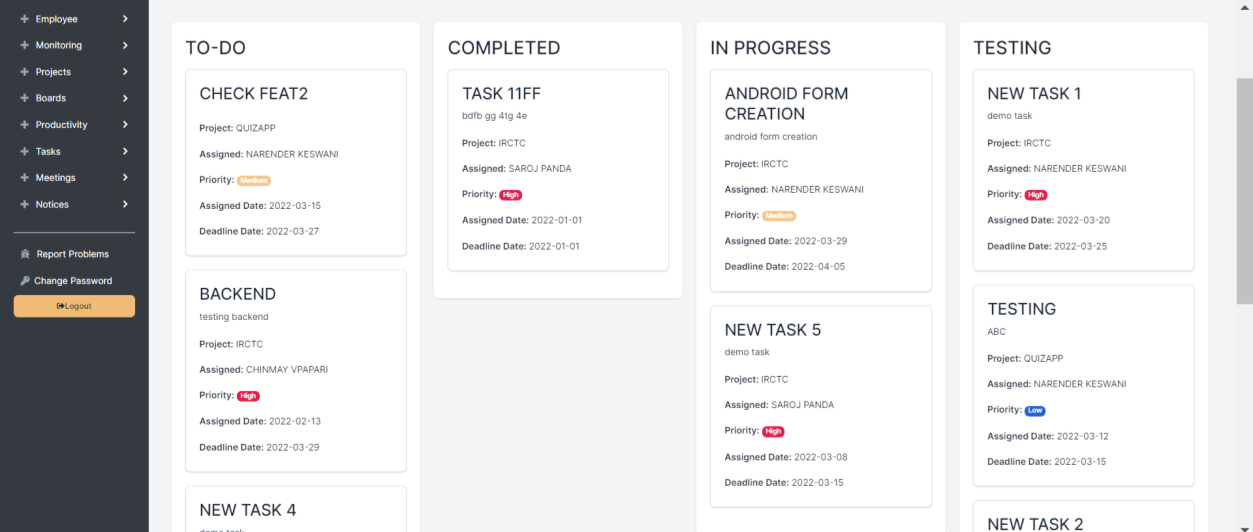 Employee
Monitoring
Projects
Boards
Productivity
Tasks
Meetings
Notices
Report Problems
Change Password
Logout
TO-DO
CHECK FEAT2
Project: QUIZAPP
Assigned: NARENDER KESWANI
Priority: Medium
Assigned Date: 2022-03-15
Deadline Date: 2022-03-27
BACKEND
testing backend
Project: IRCTC
Assigned: CHINMAY VPAPARI
Priority: High
Assigned Date: 2022-02-13
Deadline Date: 2022-03-29
NEW TASK 4
demo task
COMPLETED
TASK 11FF
bdfb gg 4tg 4e
Project: IRCTC
Assigned: SAROJ PANDA
Priority: High
Assigned Date: 2022-01-01
Deadline Date: 2022-01-01
IN PROGRESS
ANDROID FORM
CREATION
android form creation
Project: IRCTC
Assigned: NARENDER KESWANI
Priority: Medium
Assigned Date: 2022-03-29
Deadline Date: 2022-04-05
NEW TASK 5
demo task
Project: IRCTC
Assigned: SAROJ PANDA
Priority: High
Assigned Date: 2022-03-08
Deadline Date: 2022-03-15
TESTING
NEW TASK 1
demo task
Project: IRCTC
Assigned: NARENDER KESWANI
Priority: High
Assigned Date: 2022-03-20
Deadline Date: 2022-03-25
TESTING
ABC
Project: QUIZAPP
Assigned: NARENDER KESWANI
Priority: Low
Assigned Date: 2022-03-12
Deadline Date: 2022-03-15
NEW TASK 2